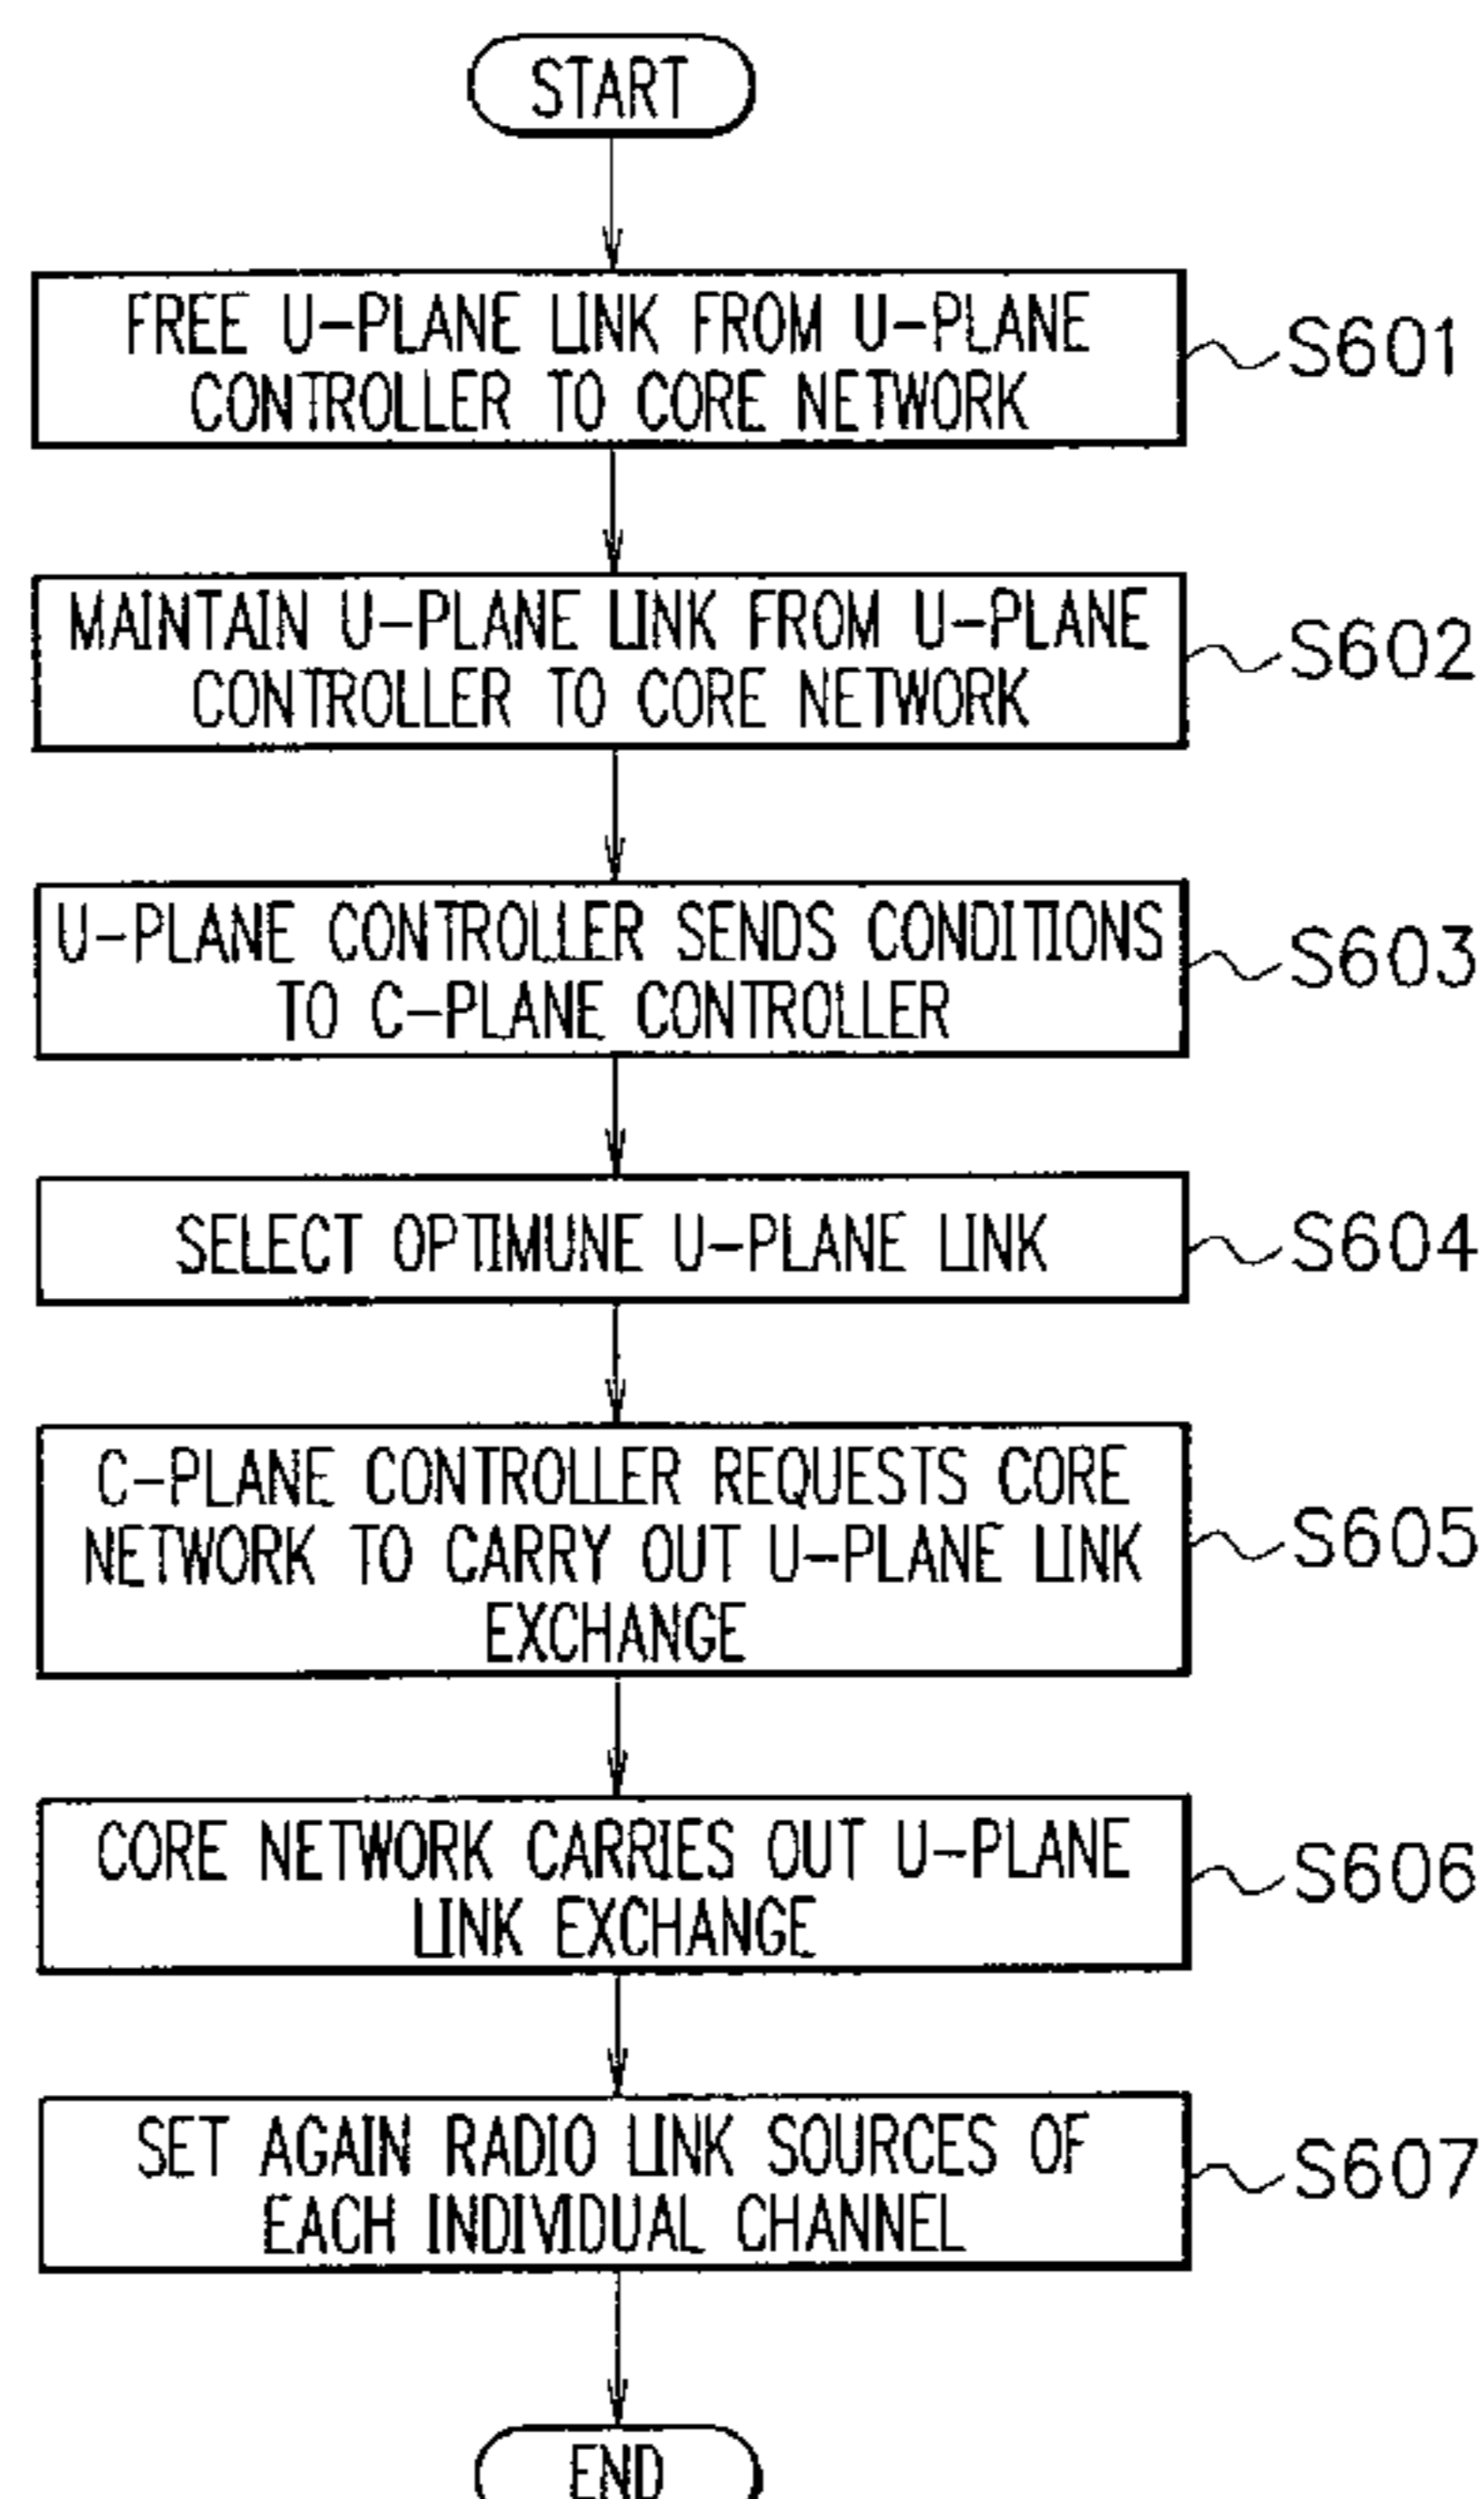 START
FREE U-PLANE LINK FROM U-PLANE
CONTROLLER TO CORE NETWORK
S601
MAINTAIN U-PLANE LINK FROM U-PLANE
CONTROLLER TO CORE NETWORK
S602
U-PLANE CONTROLLER SENDS CONDITIONS
TO C-PLANE CONTROLLER
S603
SELECT OPTIMUNE U-PLANE LINK
S604
C-PLANE CONTROLLER REQUESTS CORE
NETWORK TO CARRY OUT U-PLANE LINK
EXCHANGE
S605
CORE NETWORK CARRIES OUT U-PLANE
LINK EXCHANGE
S606
SET AGAIN RADIO LINK SOURCES OF
EACH INDIVIDUAL CHANNEL
S607
END